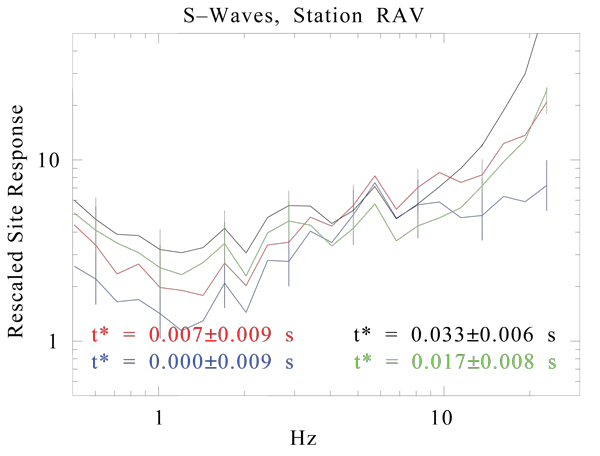 S–Waves, Station RAV
Rescaled Site Response
10
1
t* = 0.007±0.009 s
t* = 0.033±0.006 s
t* = 0.000±0.009 s
t* = 0.017±0.008 s
1
10
Hz